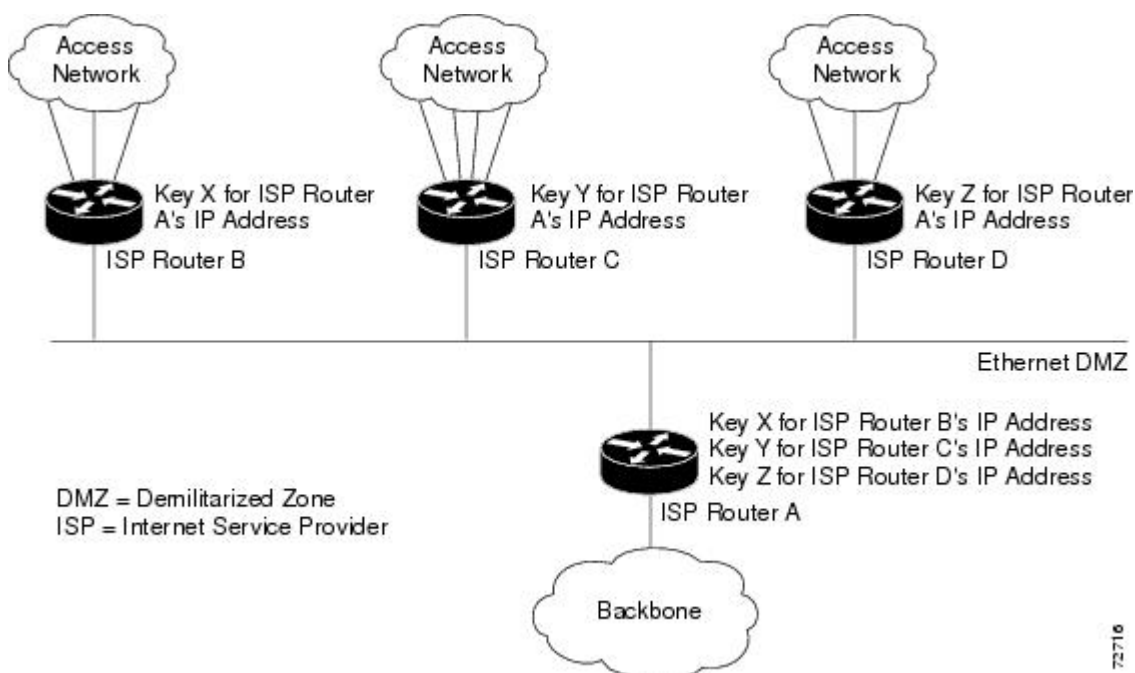 Access
Network
Access
Network
Access
Network
Key X for ISP Router
A's IP Address
ISP Router B
Key Y for ISP Router
A's IP Address
ISP Router C
Key Z for ISP Router
A's IP Address
ISP Router D
Ethernet DMZ
Key X for ISP Router B's IP Address
Key Y for ISP Router C's IP Address
Key Z for ISP Router D's IP Address
ISP Router A
DMZ = Demilitarized Zone
ISP = Internet Service Provider
Backbone
72716